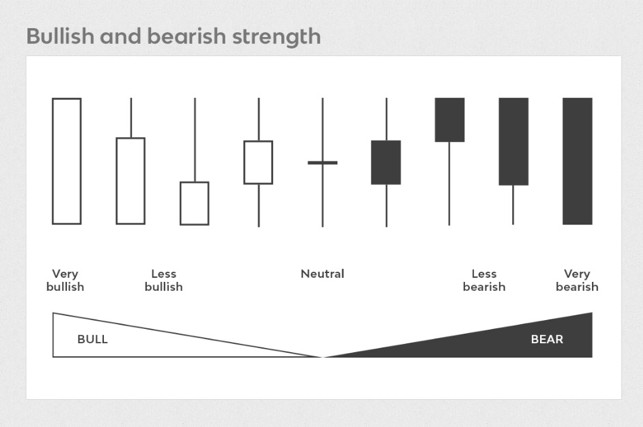 Bullish and bearish strength
Very
bullish
Less
bullish
Neutral
Less
bearish
Very
bearish
BULL
BEAR